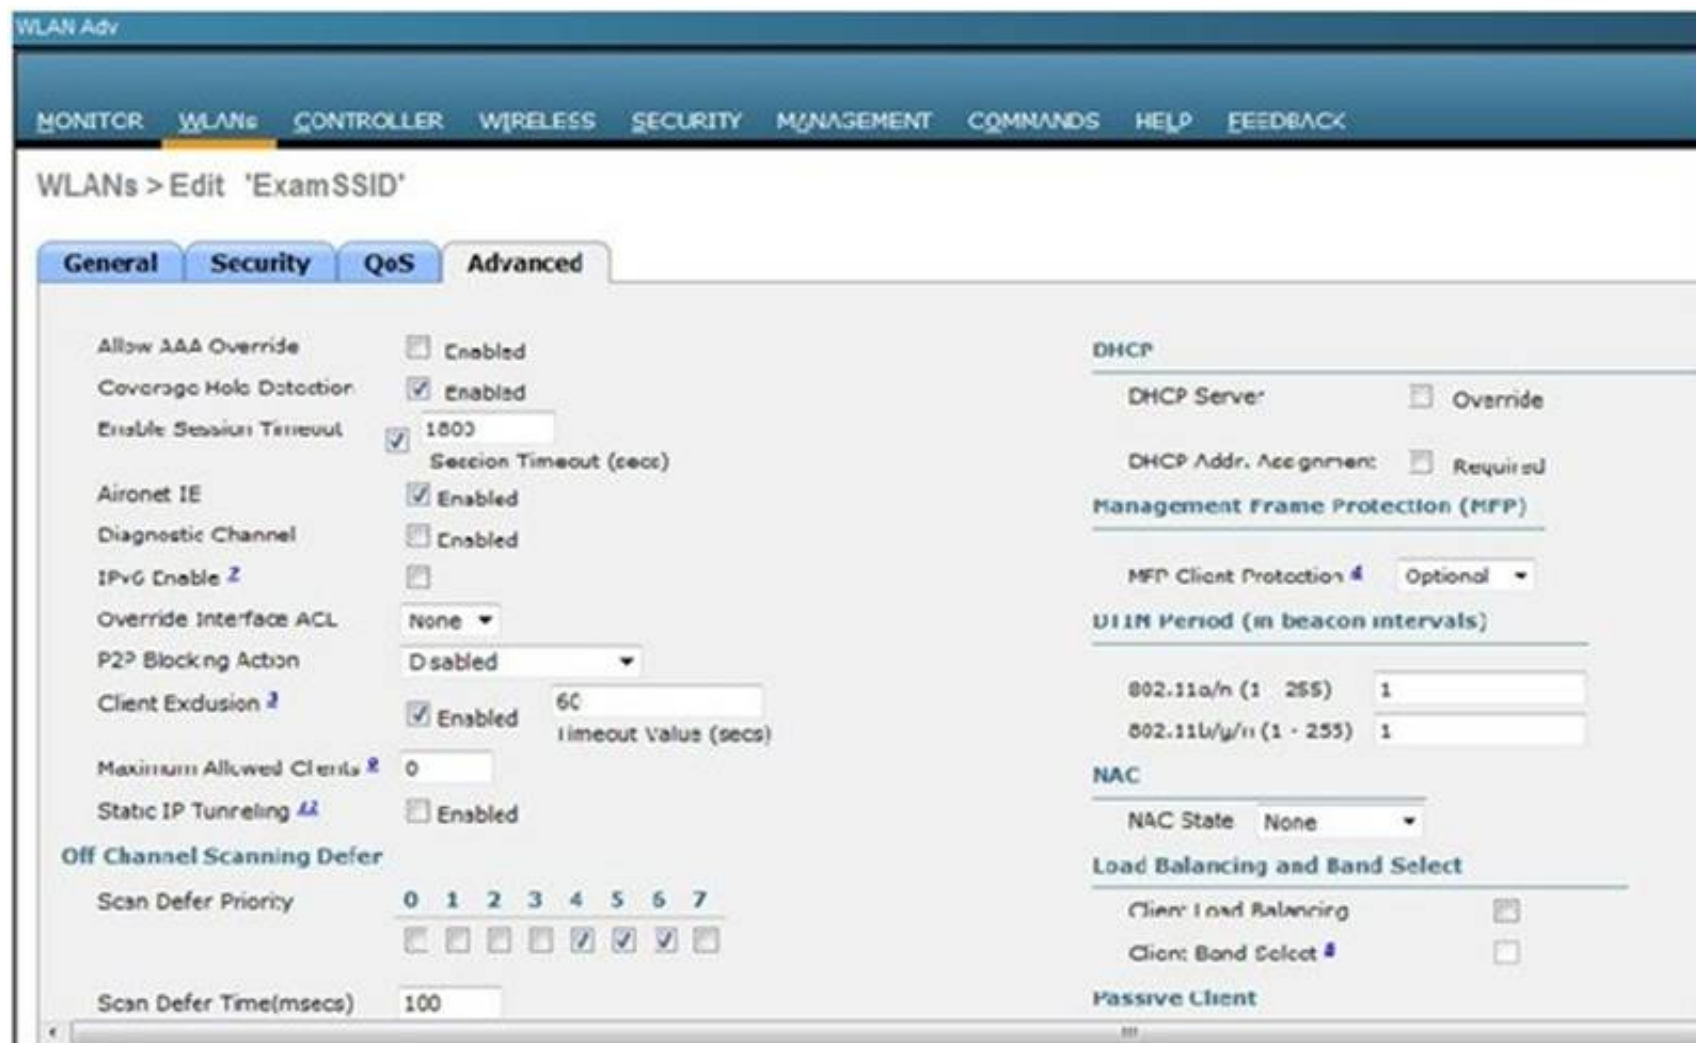 WLAN Adv
MONITOR WLANs CONTROLLER WIRELESS SECURITY MANAGEMENT COMMANDS HELP FEEDBACK
WLANs > Edit 'ExamSSID'
General Security QoS Advanced
Allow AAA Override Enabled
Coverage Hole Detection Enabled
Enable Session Timeout 1800
Session Timeout (secs)
Aironet IE Enabled
Diagnostic Channel Enabled
IPv6 Enable 7
Override Interface ACL None
P2P Blocking Action Disabled
Client Exclusion 3 Enabled 60
Timeout Value (secs)
Maximum Allowed Clients 8 0
Static IP Tunneling Enabled
Off Channel Scanning Defer
Scan Defer Priority 0 1 2 3 4 5 6 7
Scan Defer Time(msecs) 100
DHCP
DHCP Server Override
DHCP Addr. Assignment Required
Management Frame Protection (MFP)
MFP Client Protection 4 Optional
DTIM Period (in beacon intervals)
802.11a/n (1 - 255) 1
802.11b/g/n (1 - 255) 1
NAC
NAC State None
Load Balancing and Band Select
Client Load Balancing
Client Band Select
Passive Client